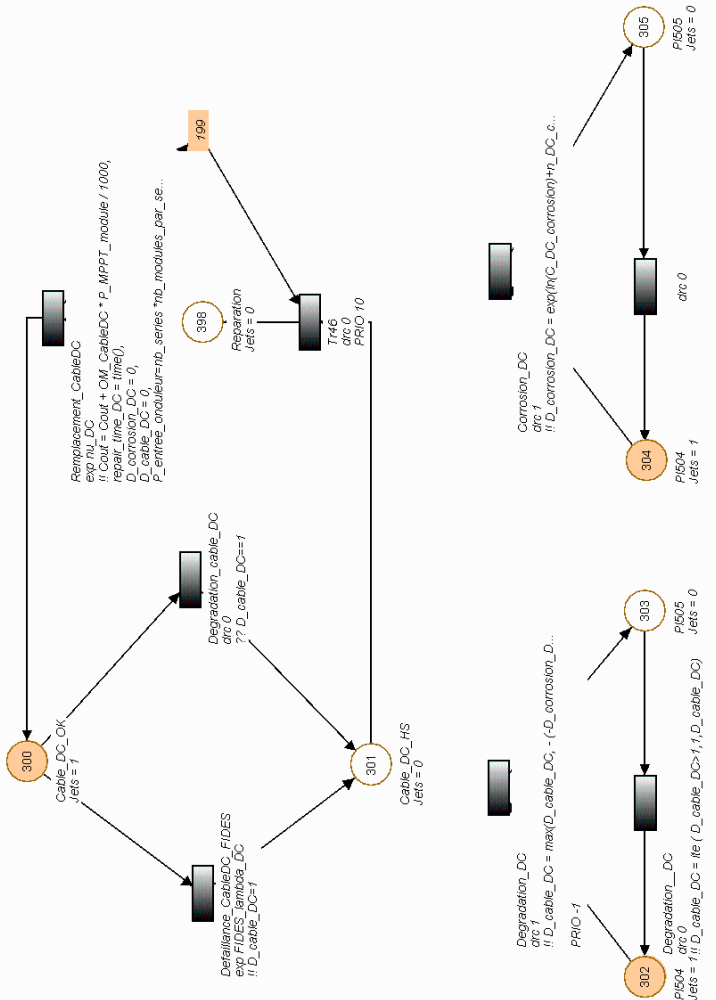 300
Cable_DC_OK
Jets = 1
Remplacement_CableDC
exp nu_DC
!! Cout = Cout + OM_CableDC * P_MPPT_module / 1000,
repair_time_DC = time(),
D_corrosion_DC = 0,
D_cable_DC = 0,
P_entree_onduleur=nb_series *nb_modules_par_se...
Defaillance_CableDC_FIDES
exp FIDES_lambda_DC
!! D_cable_DC=1
Degradation_cable_DC
drc 0
?? D_cable_DC==1
398
Reparation
Jets = 0
199
Tr46
drc 0
PRIO 10
301
Cable_DC_HS
Jets = 0
Degradation_DC
drc 1
!! D_cable_DC = max(D_cable_DC, - (-D_corrosion_D...
PRIO -1
Corrosion_DC
drc 1
!! D_corrosion_DC = exp(ln(C_DC_corrosion)+n_DC_c...
302
PI504
Jets = 1
Degradation__DC
drc 0
!! D_cable_DC = ite ( D_cable_DC>1,1,D_cable_DC)
303
PI505
Jets = 0
304
PI504
Jets = 1
drc 0
305
PI505
Jets = 0